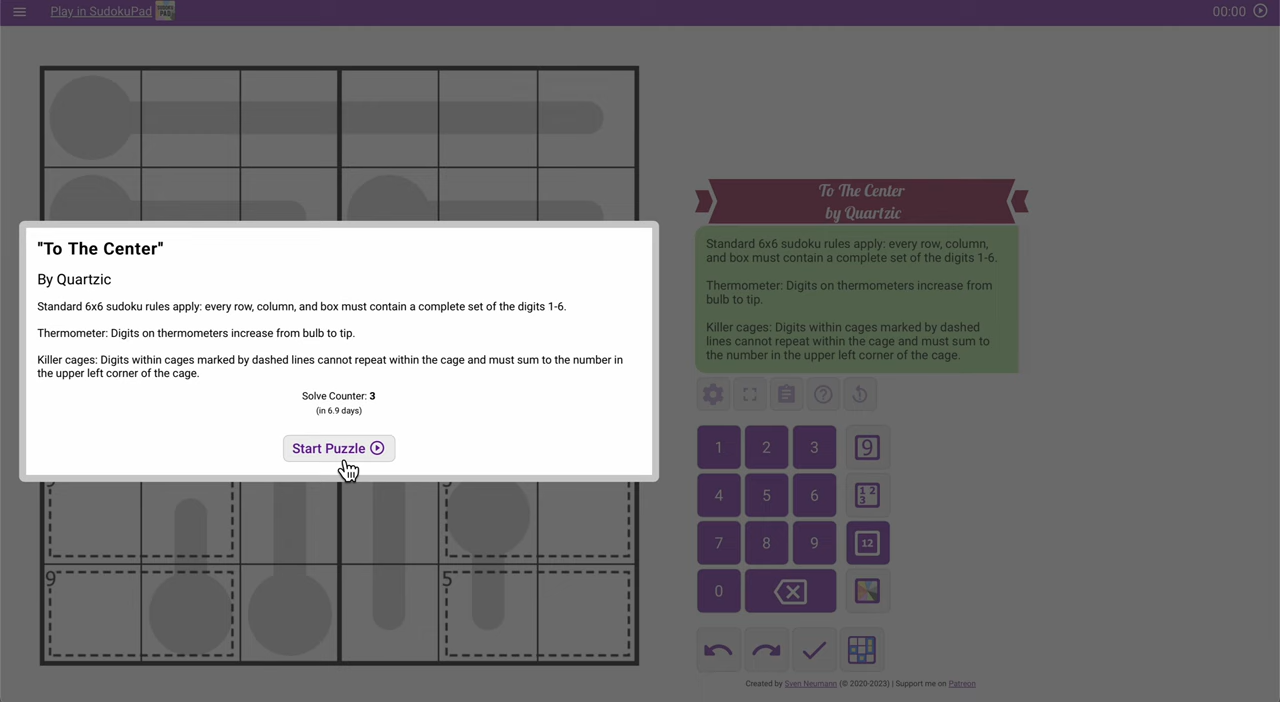 Play in SudokuPad
00:00
To The Center
by Quartzic
Standard 6x6 sudoku rules apply: every row, column,
and box must contain a complete set of the digits 1-6.
Thermometer: Digits on thermometers increase from
bulb to tip.
Killer cages: Digits within cages marked by dashed
lines cannot repeat within the cage and must sum to
the number in the upper left corner of the cage.
"To The Center"
By Quartzic
Standard 6x6 sudoku rules apply: every row, column, and box must contain a complete set of the digits 1-6.
Thermometer: Digits on thermometers increase from bulb to tip.
Killer cages: Digits within cages marked by dashed lines cannot repeat within the cage and must sum to the number in
the upper left corner of the cage.
Solve Counter: 3
(in 6.9 days)
Start Puzzle
9
5
1 2 3 9
4 5 6 1 2
3
7 8 9 12
0
Created by Sven Neumann (© 2020-2023) | Support me on Patreon